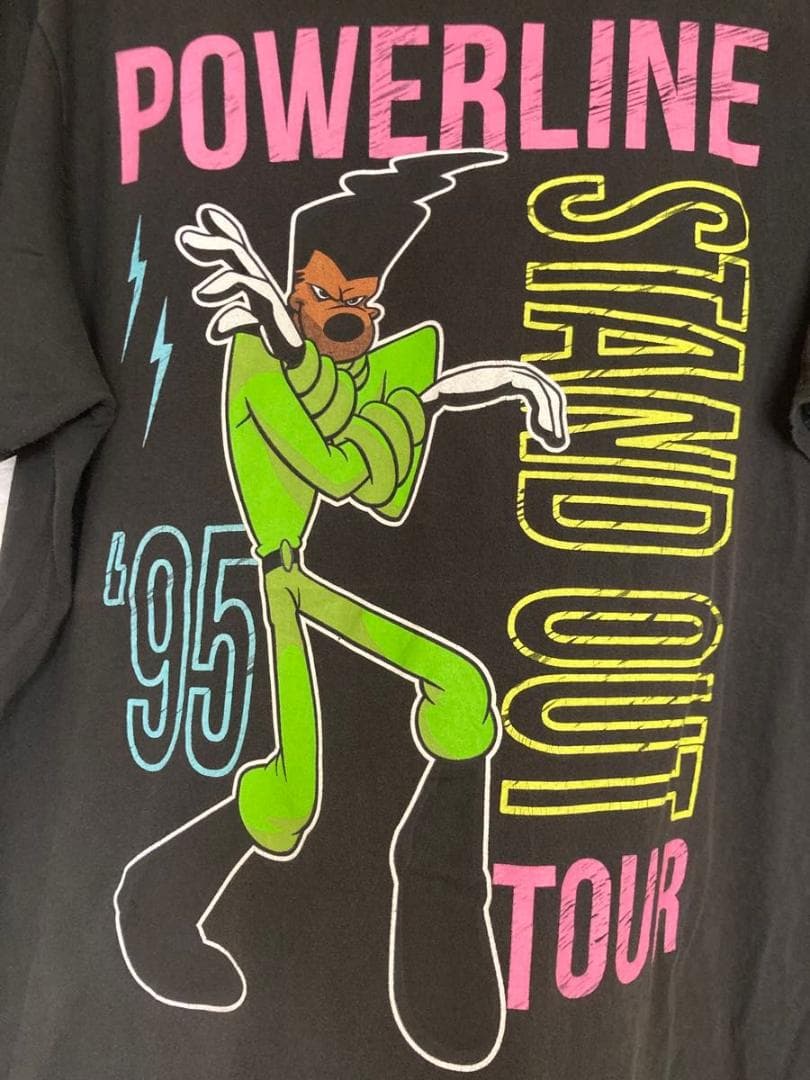 POWERLINE
STAND OUT
'95
TOUR